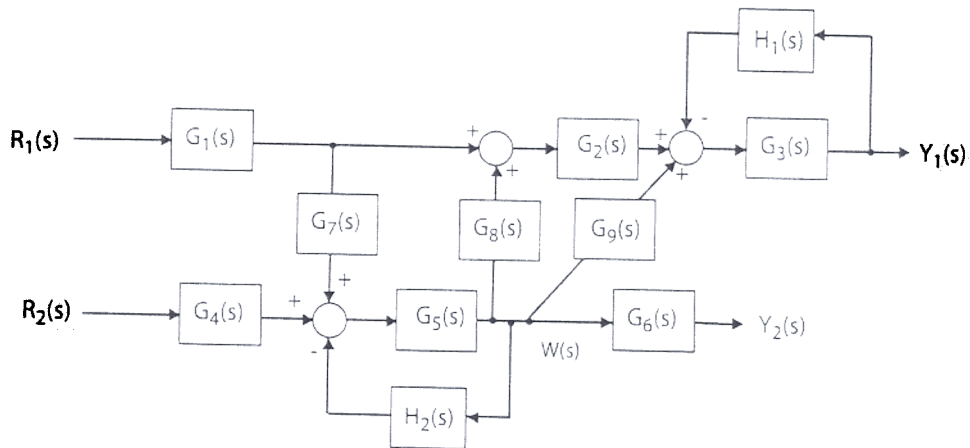 H₁(s)
-
R₁(s)
G₁(s)
+
+
G₂(s)
+
+
G₃(s)
Y₁(s)
G₇(s)
G₈(s)
G₉(s)
+
R₂(s)
G₄(s)
+
-
G₅(s)
W(s)
G₆(s)
Y₂(s)
H₂(s)